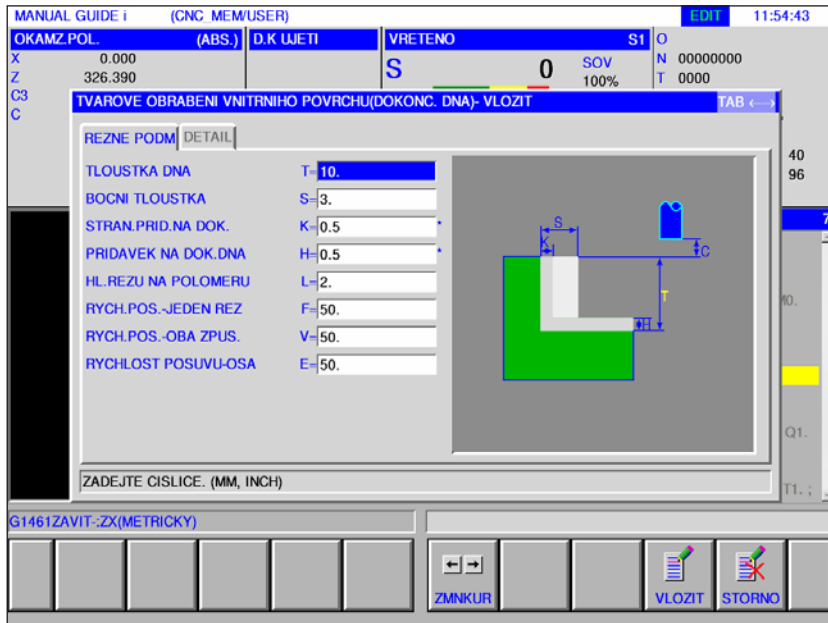 MANUAL GUIDE i (CNC_MEM/USER) EDIT 11:54:43
OKAMZ.POL. (ABS.) D.K UJETI VRETENO S1 O
X 0.000 N 00000000
Z 326.390 S 0 SOV 100% T 0000
C3
C
TVAROVE OBRABENI VNITRNIHO POVRCHU(DOKONC. DNA)- VLOZIT TAB ←→
REZNE PODM DETAIL
TLOUSTKA DNA T= 10.
BOCNI TLOUSTKA S= 3.
STRAN.PRID.NA DOK. K= 0.5 *
PRIDAVEK NA DOK.DNA H= 0.5 *
HL.REZU NA POLOMERU L= 2.
RYCH.POS.-JEDEN REZ F= 50.
RYCH.POS.-OBA ZPUS. V= 50.
RYCHLOST POSUVU-OSA E= 50.
S
K
C
T
H
40
96
7
M0.
Q1.
T1. ;
ZADEJTE CISLICE. (MM, INCH)
G1461ZAVIT-:ZX(METRICKY)
ZMNKUR VLOZIT STORNO